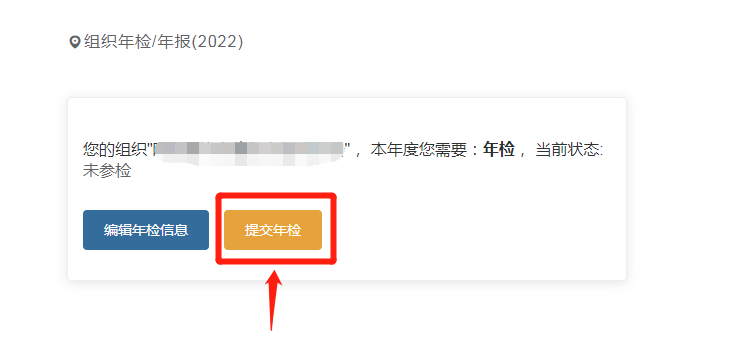 组织年检/年报(2022)
您的组织"" ，本年度您需要：年检 ，当前状态:
未参检
编辑年检信息
提交年检